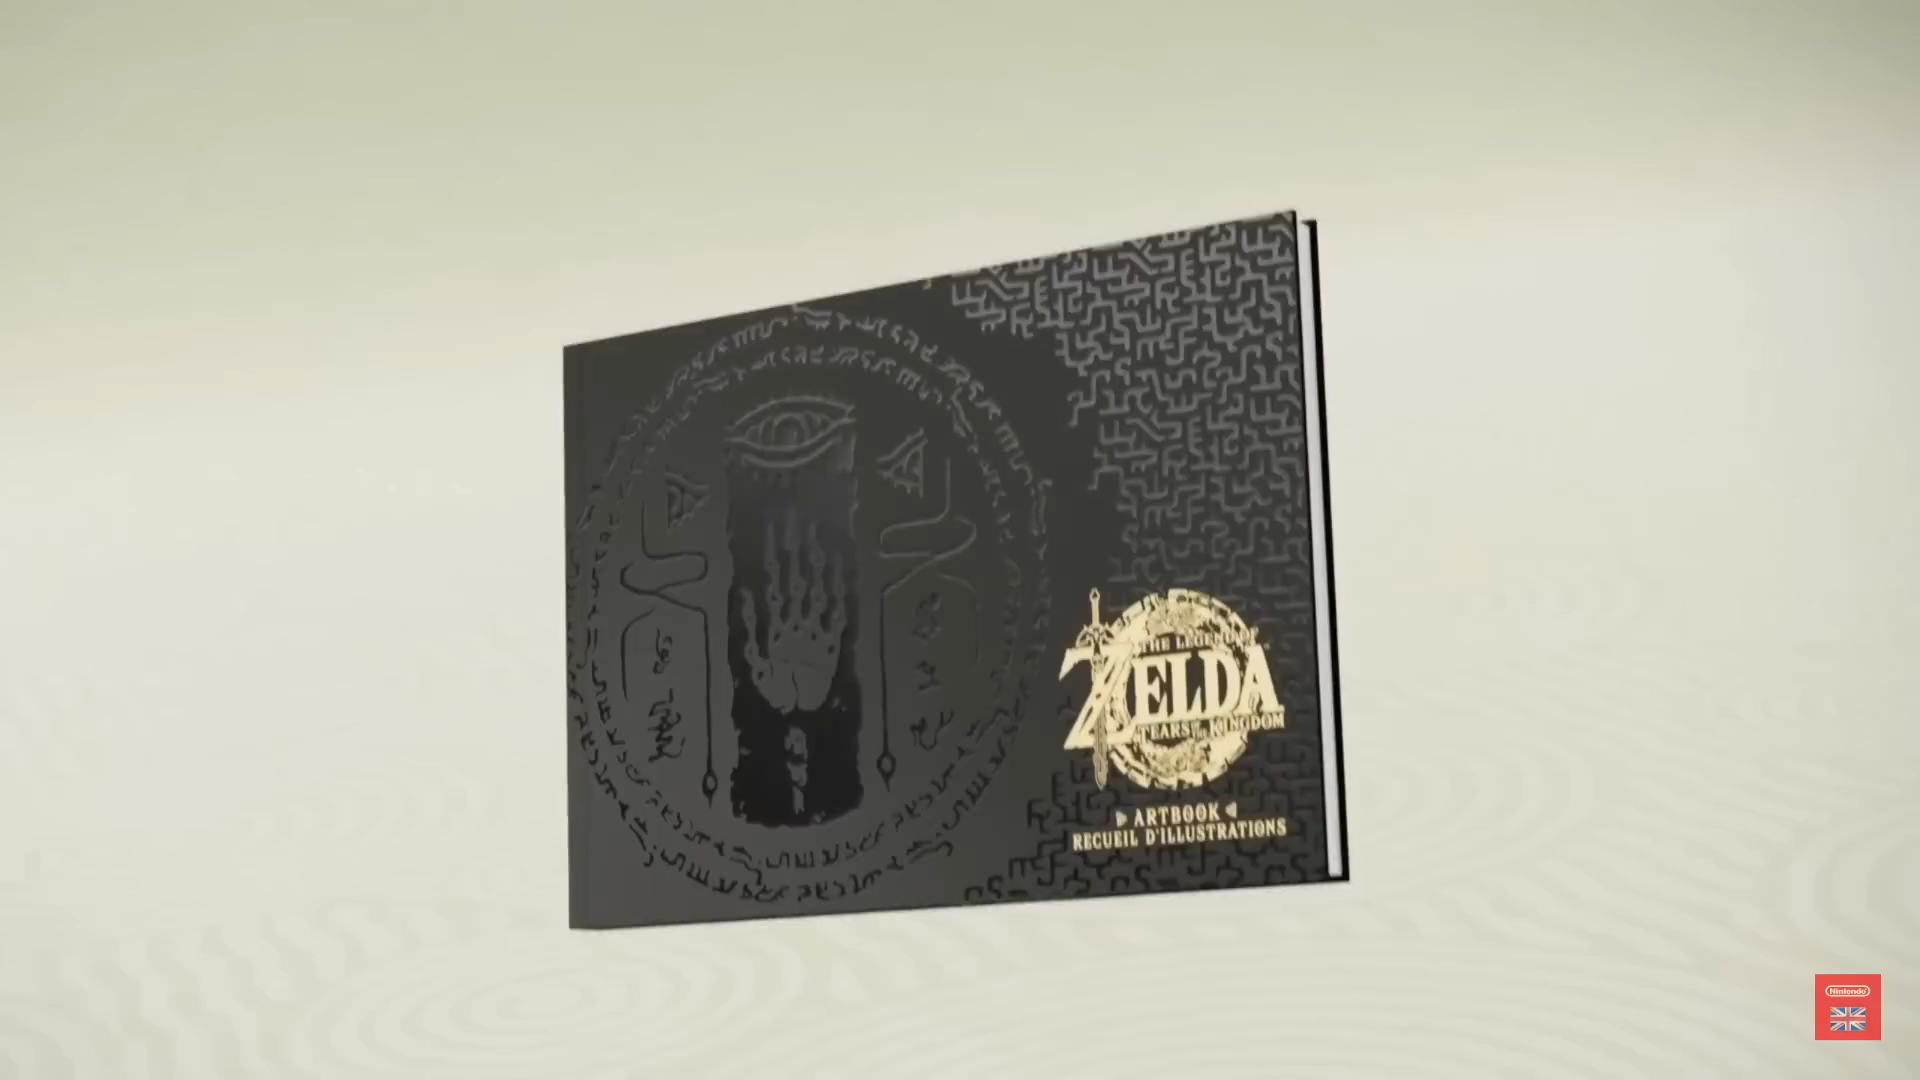 THE LEGEND OF
ZELDA
TEARS OF THE KINGDOM
ARTBOOK
RECUEIL D'ILLUSTRATIONS
Nintendo